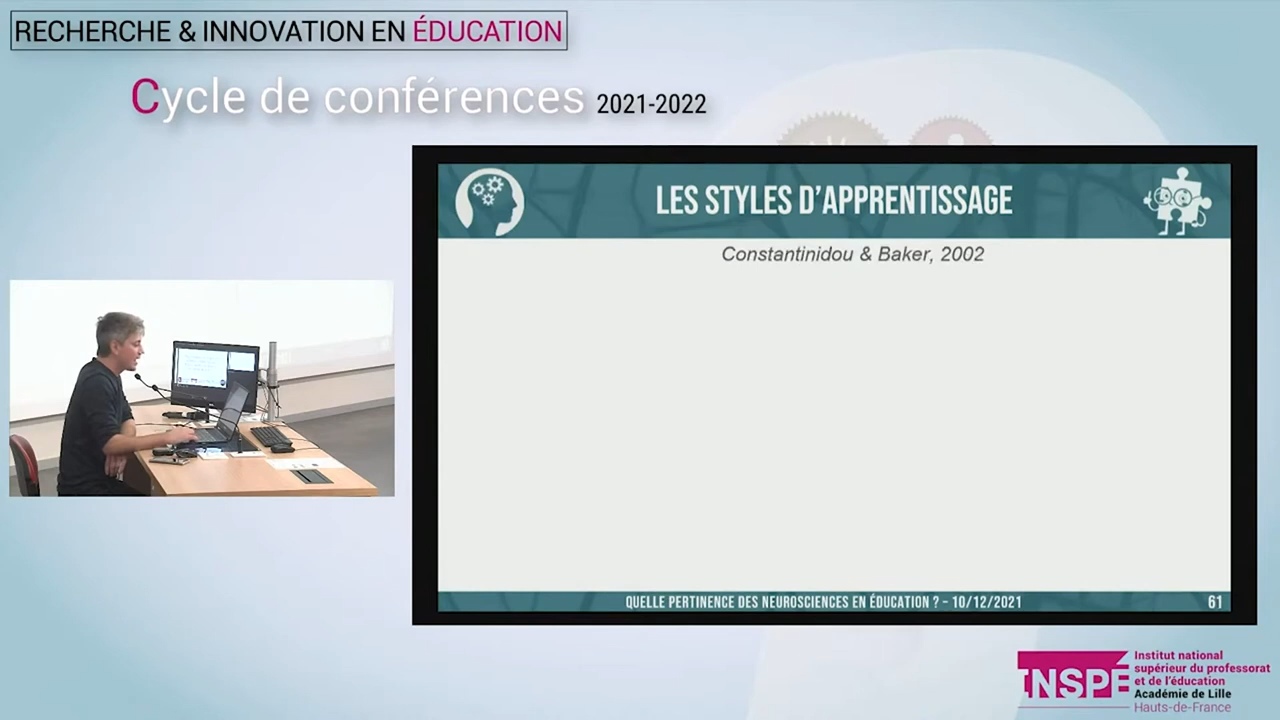 RECHERCHE & INNOVATION EN ÉDUCATION
Cycle de conférences 2021-2022
LES STYLES D'APPRENTISSAGE
Constantinidou & Baker, 2002
QUELLE PERTINENCE DES NEUROSCIENCES EN ÉDUCATION ? – 10/12/2021
61
INSPÉ
Institut national
supérieur du professorat
et de l'éducation
Académie de Lille
Hauts-de-France